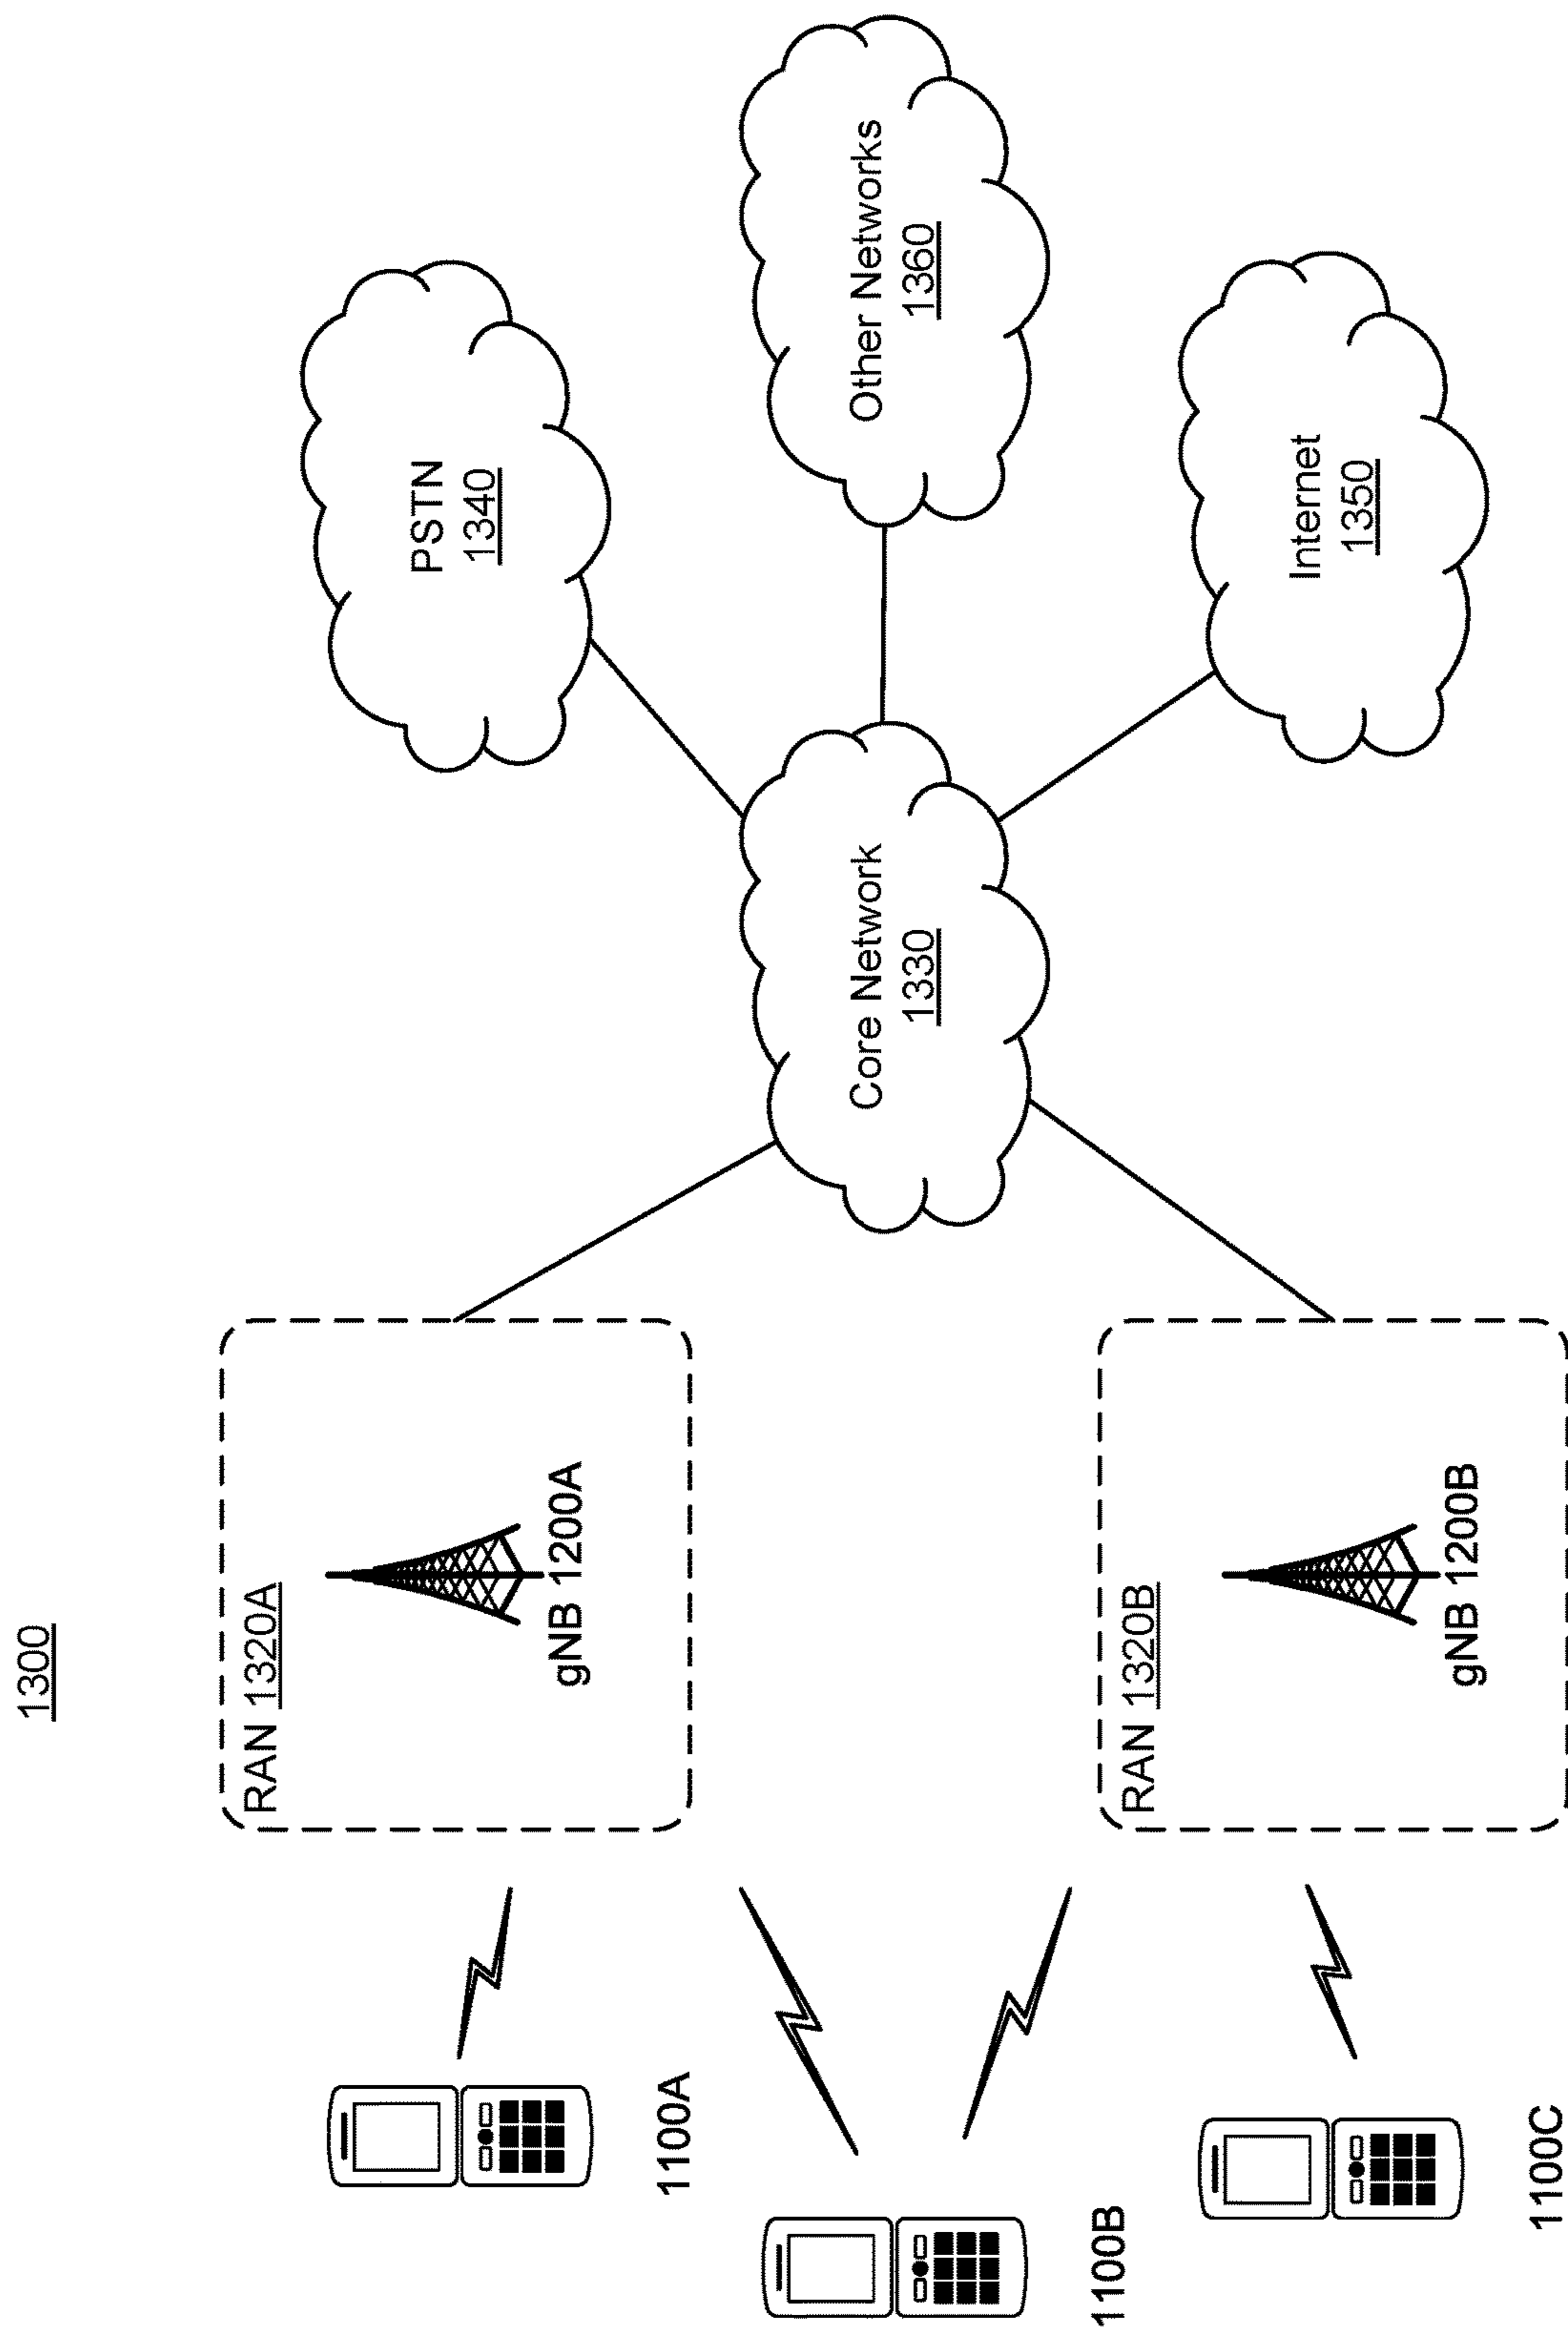 1300
RAN 1320A
gNB 1200A
RAN 1320B
gNB 1200B
1100A
1100B
1100C
Core Network
1330
PSTN
1340
Other Networks
1360
Internet
1350